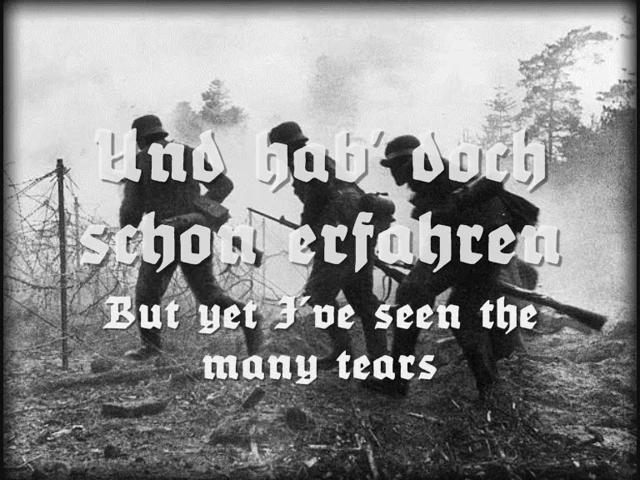 Und hab' doch
schon erfahren
But yet I've seen the
many tears